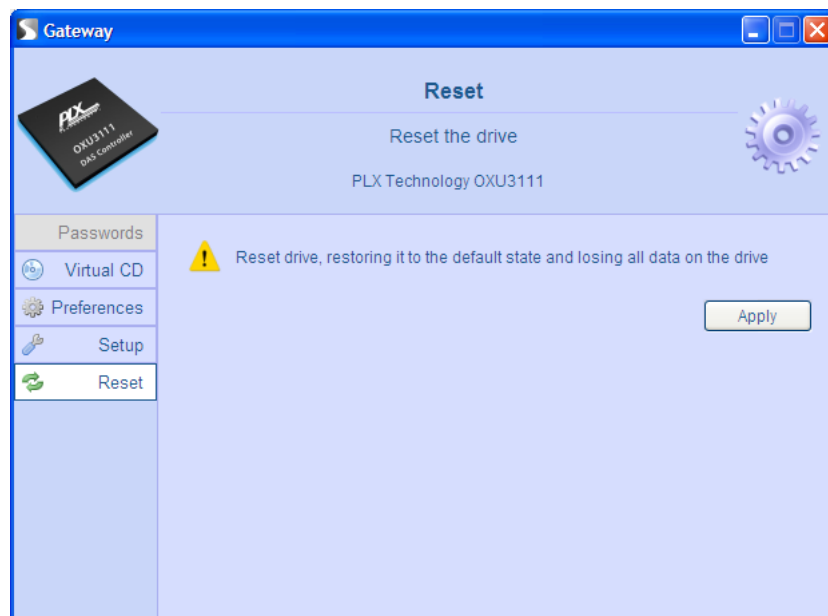 Gateway
PLX
OXU3111
DAS Controller
Reset
Reset the drive
PLX Technology OXU3111
Passwords
Virtual CD
Preferences
Setup
Reset
Reset drive, restoring it to the default state and losing all data on the drive
Apply